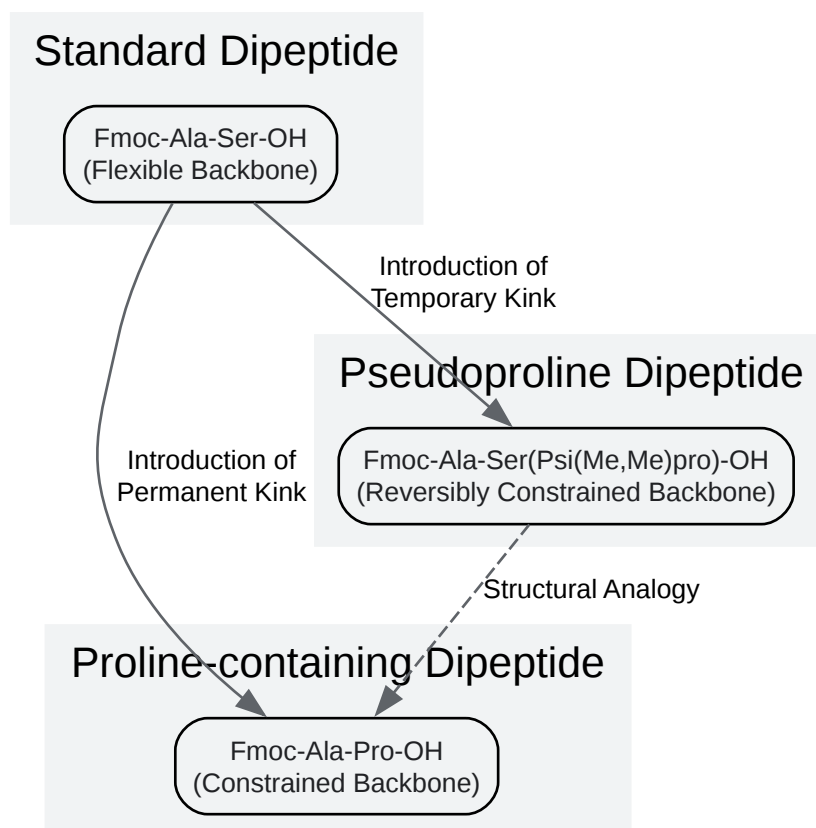 Standard Dipeptide
Fmoc-Ala-Ser-OH
(Flexible Backbone)
Introduction of
Temporary Kink
Pseudoproline Dipeptide
Fmoc-Ala-Ser(Psi(Me,Me)pro)-OH
(Reversibly Constrained Backbone)
Introduction of
Permanent Kink
Structural Analogy
Proline-containing Dipeptide
Fmoc-Ala-Pro-OH
(Constrained Backbone)